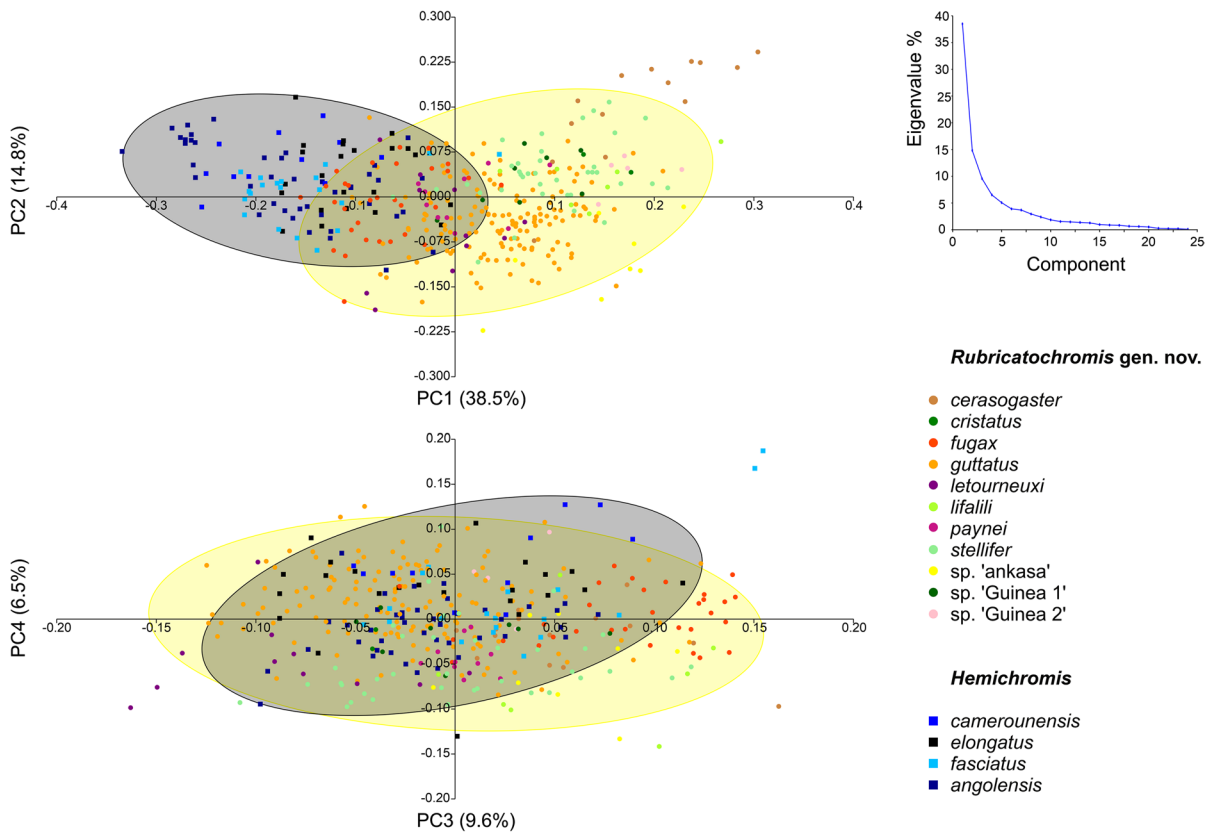 0.300
0.225
0.150
0.075
0.000
-0.075
-0.150
-0.225
-0.300
-0.4
-0.3
-0.2
-0.1
0.1
0.2
0.3
0.4
PC2 (14.8%)
PC1 (38.5%)
40
35
30
25
20
15
10
5
0
0
5
10
15
20
25
Eigenvalue %
Component
0.20
0.15
0.10
0.05
0.00
-0.05
-0.10
-0.15
-0.20
-0.20
-0.15
-0.10
-0.05
0.05
0.10
0.15
0.20
PC4 (6.5%)
PC3 (9.6%)
Rubricatochromis gen. nov.
cerasogaster
cristatus
fugax
guttatus
letourneuxi
lifalili
paynei
stellifer
sp. 'ankasa'
sp. 'Guinea 1'
sp. 'Guinea 2'
Hemichromis
camerounensis
elongatus
fasciatus
angolensis